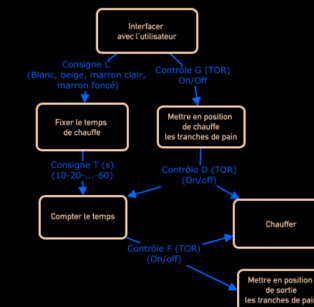 Interfacer
avec l'utilisateur
Consigne C
(Blanc, beige, marron clair,
marron foncé)
Contrôle G (TOR)
On/Off
Fixer le temps
de chauffe
Mettre en position
de chauffe
les tranches de pain
Consigne T (s)
(10-20-...-60)
Contrôle D (TOR)
(On/off)
Compter le temps
Chauffer
Contrôle F (TOR)
(On/off)
Mettre en position
de sortie
les tranches de pain